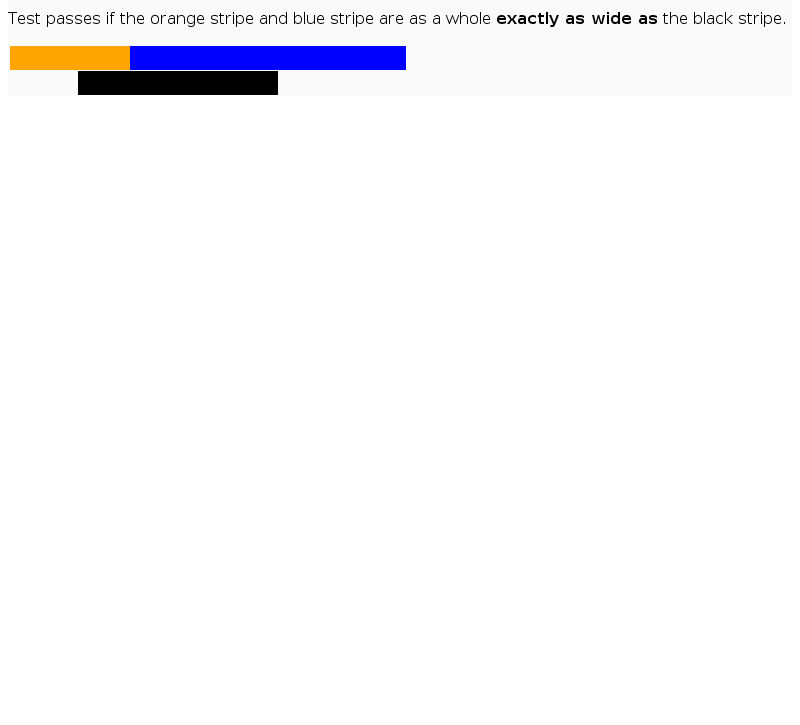 Test passes if the orange stripe and blue stripe are as a whole exactly as wide as the black stripe.